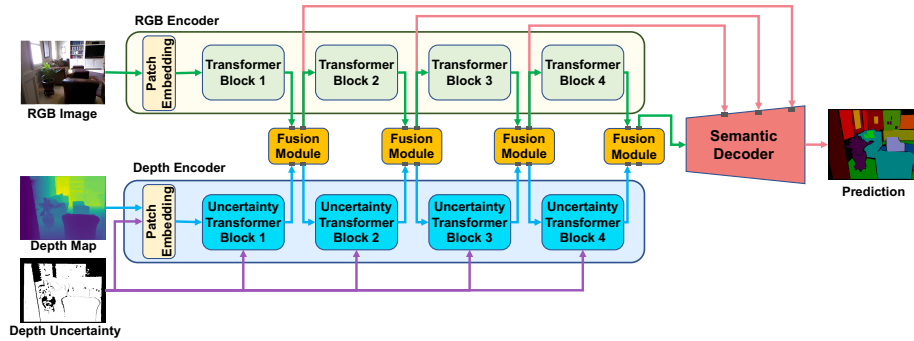 RGB Encoder
Patch
Embedding
Transformer
Block 1
Transformer
Block 2
Transformer
Block 3
Transformer
Block 4
RGB Image
Fusion
Module
Fusion
Module
Fusion
Module
Fusion
Module
Semantic
Decoder
Prediction
Depth Encoder
Patch
Embedding
Uncertainty
Transformer
Block 1
Uncertainty
Transformer
Block 2
Uncertainty
Transformer
Block 3
Uncertainty
Transformer
Block 4
Depth Map
Depth Uncertainty